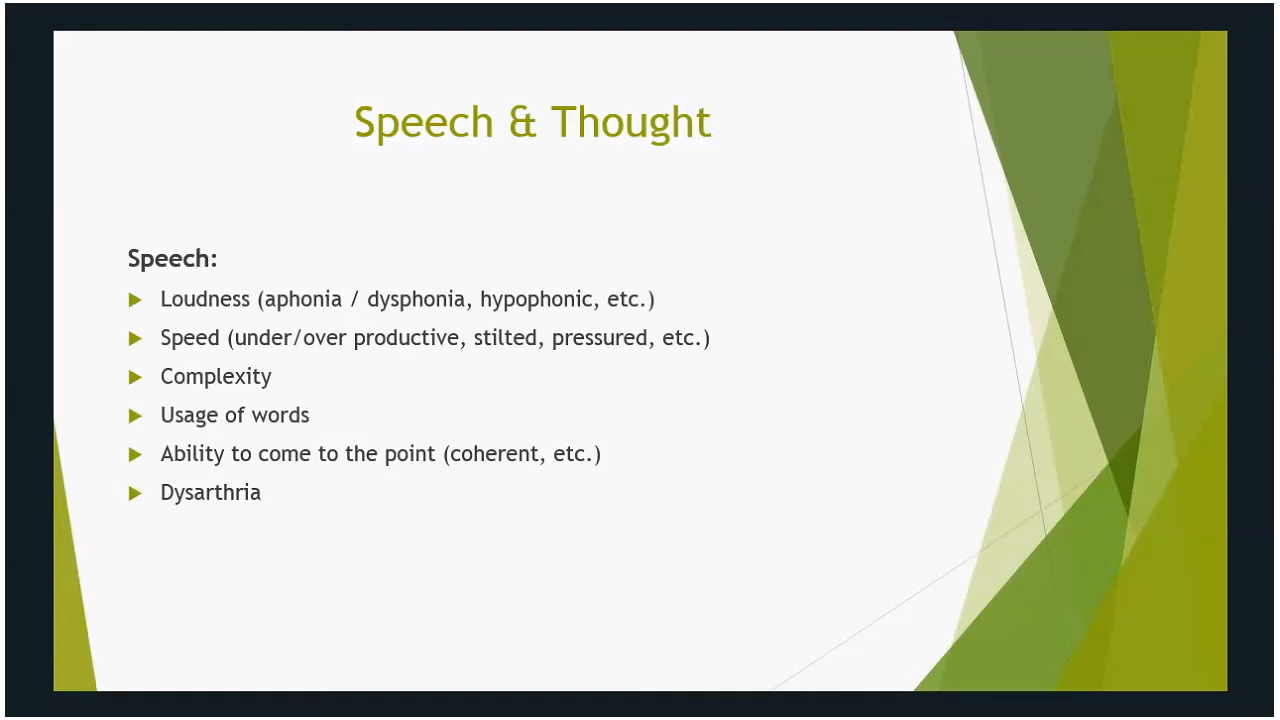 Speech & Thought
Speech:
Loudness (aphonia / dysphonia, hypophonic, etc.)
Speed (under/over productive, stilted, pressured, etc.)
Complexity
Usage of words
Ability to come to the point (coherent, etc.)
Dysarthria